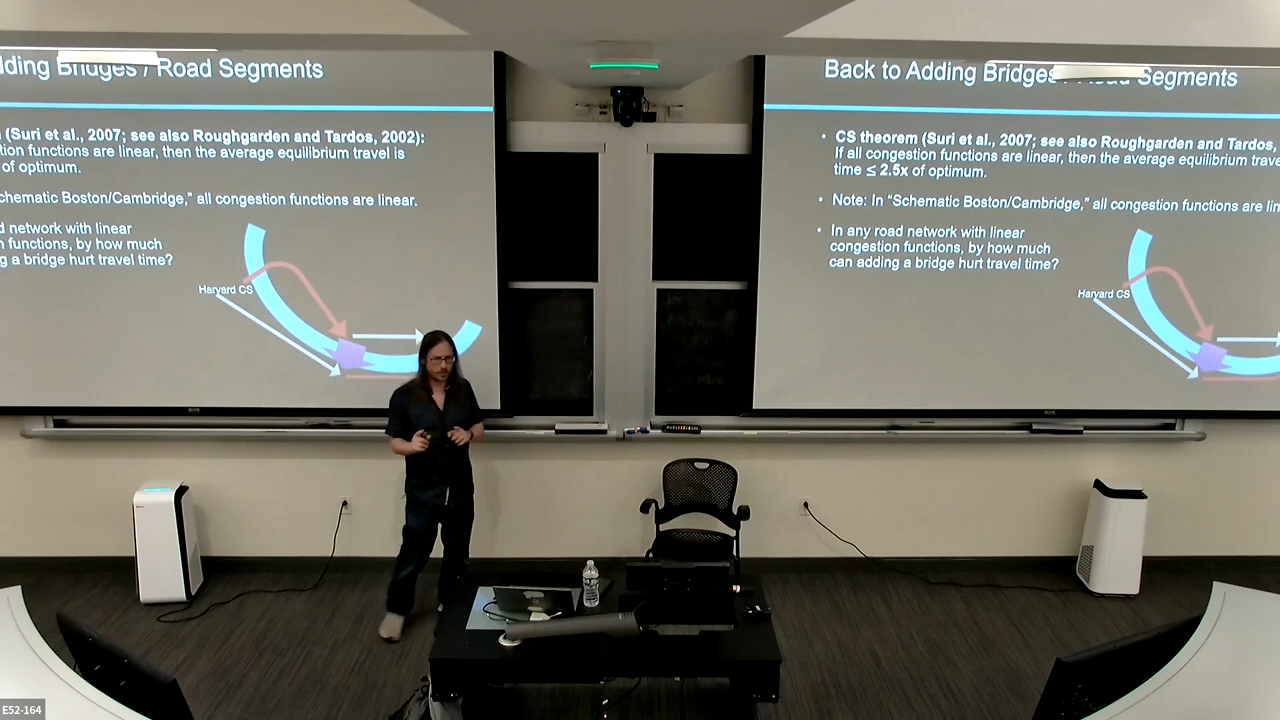 dding Bridges / Road Segments
(Suri et al., 2007; see also Roughgarden and Tardos, 2002):
tion functions are linear, then the average equilibrium travel is
of optimum.
chematic Boston/Cambridge,” all congestion functions are linear.
d network with linear
n functions, by how much
g a bridge hurt travel time?
Harvard CS
Back to Adding Bridges / Road Segments
• CS theorem (Suri et al., 2007; see also Roughgarden and Tardos,
If all congestion functions are linear, then the average equilibrium trave
time ≤ 2.5x of optimum.
• Note: In “Schematic Boston/Cambridge,” all congestion functions are lin
• In any road network with linear
congestion functions, by how much
can adding a bridge hurt travel time?
Harvard CS
E52-164